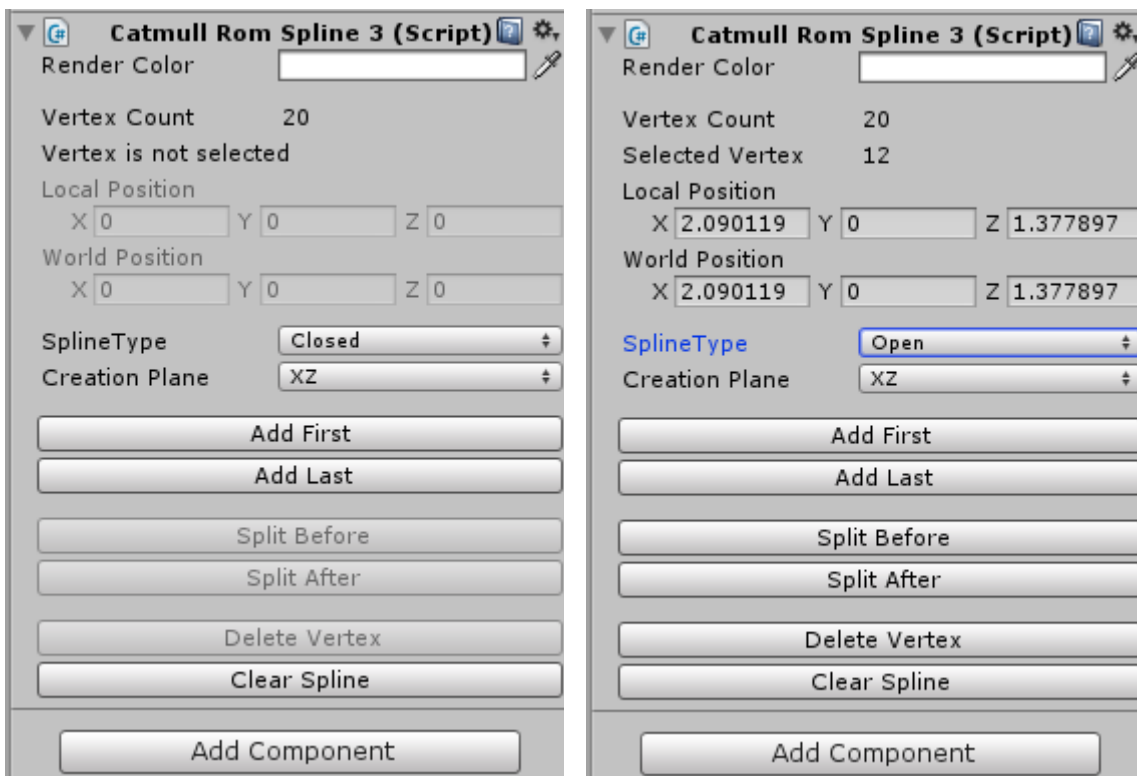 Catmull Rom Spline 3 (Script)
Render Color
Vertex Count 20
Vertex is not selected
Local Position
X 0 Y 0 Z 0
World Position
X 0 Y 0 Z 0
SplineType Closed
Creation Plane XZ
Add First
Add Last
Split Before
Split After
Delete Vertex
Clear Spline
Add Component
Catmull Rom Spline 3 (Script)
Render Color
Vertex Count 20
Selected Vertex 12
Local Position
X 2.090119 Y 0 Z 1.377897
World Position
X 2.090119 Y 0 Z 1.377897
SplineType Open
Creation Plane XZ
Add First
Add Last
Split Before
Split After
Delete Vertex
Clear Spline
Add Component